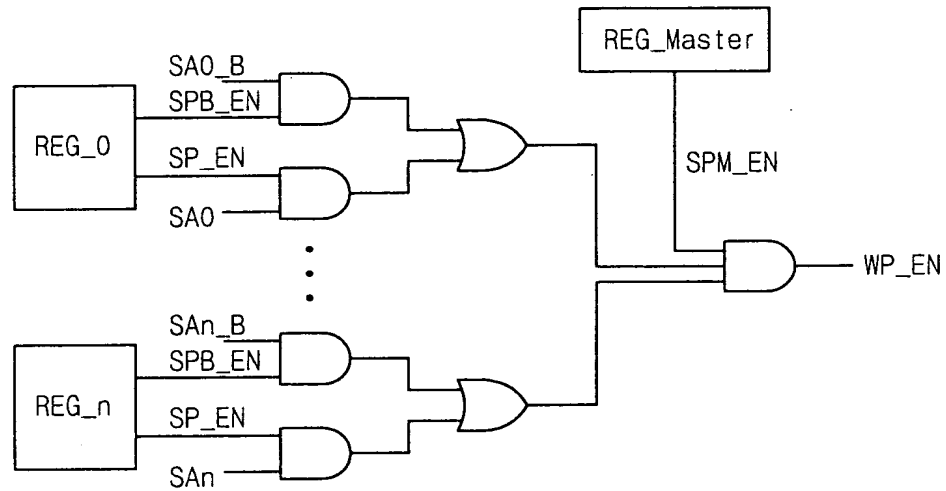 REG_Master
SA0_B
SPB_EN
REG_0
SP_EN
SPM_EN
SA0
WP_EN
SAn_B
SPB_EN
REG_n
SP_EN
SAn